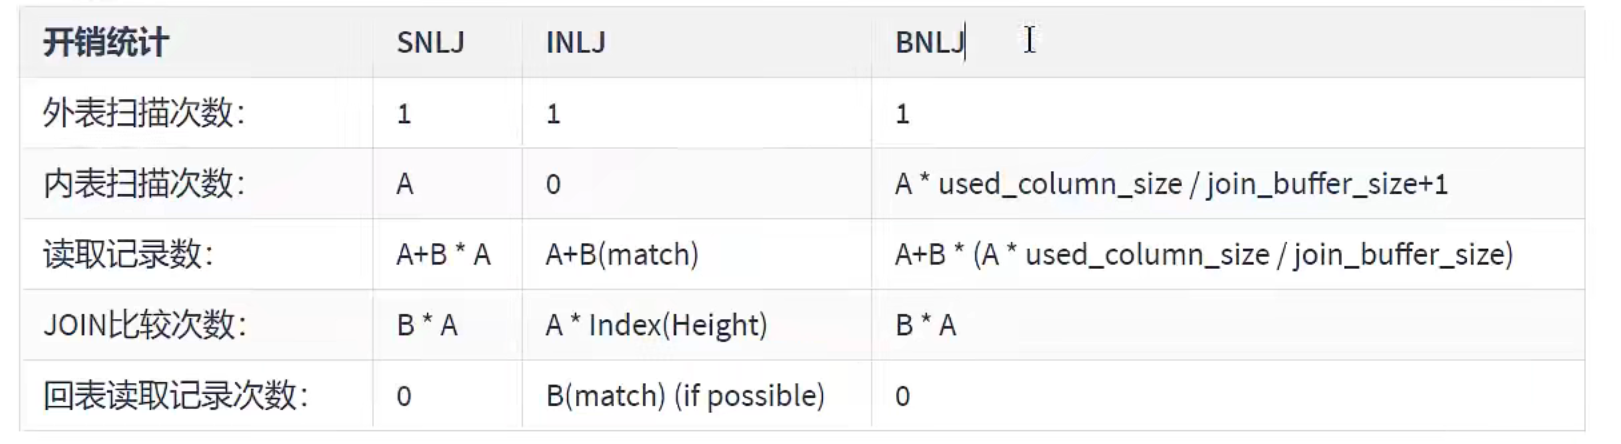 开销统计 SNLJ INLJ BNLJ
外表扫描次数： 1 1 1
内表扫描次数： A 0 A * used_column_size / join_buffer_size+1
读取记录数： A+B * A A+B(match) A+B * (A * used_column_size / join_buffer_size)
JOIN比较次数： B * A A * Index(Height) B * A
回表读取记录次数： 0 B(match) (if possible) 0